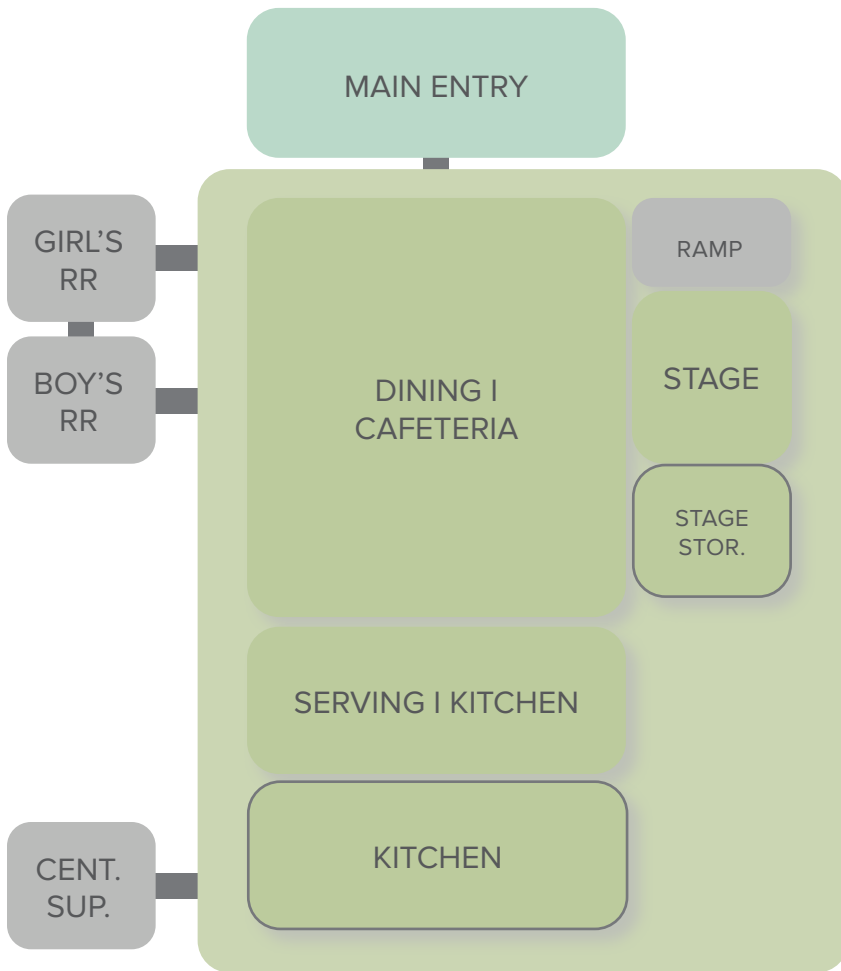 MAIN ENTRY
GIRL'S
RR
RAMP
BOY'S
RR
DINING I
CAFETERIA
STAGE
STAGE
STOR.
SERVING I KITCHEN
KITCHEN
CENT.
SUP.